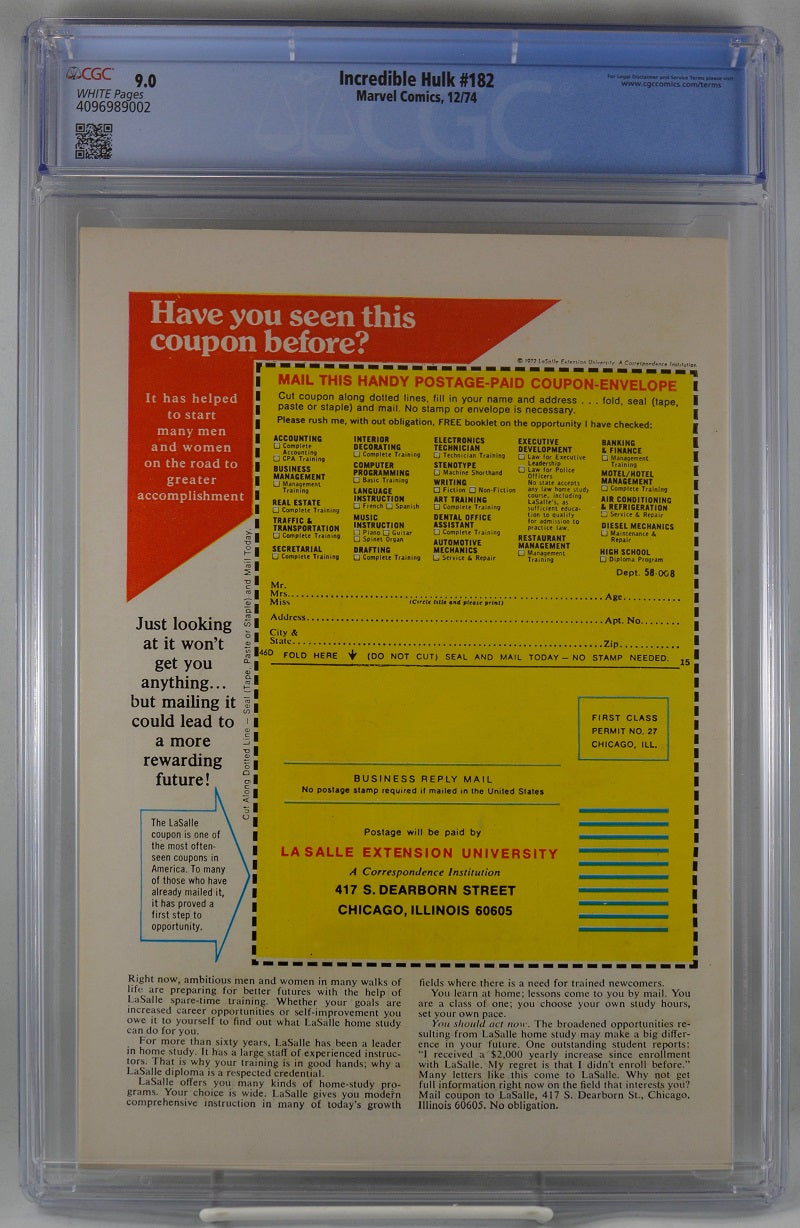 CGC 9.0
WHITE Pages
4096989002
Incredible Hulk #182
Marvel Comics, 12/74
For Legal Disclaimer and Service Terms please visit
www.cgccomics.com/terms
CGC
Have you seen this
coupon before?
© 1972 LaSalle Extension University, A Correspondence Institution
It has helped
to start
many men
and women
on the road to
greater
accomplishment
Just looking
at it won't
get you
anything...
but mailing it
could lead to
a more
rewarding
future!
The LaSalle
coupon is one of
the most often-
seen coupons in
America. To many
of those who have
already mailed it,
it has proved a
first step to
opportunity.
Cut Along Dotted Line — Seal (Tape, Paste or Staple) and Mail Today.
MAIL THIS HANDY POSTAGE-PAID COUPON-ENVELOPE
Cut coupon along dotted lines, fill in your name and address . . . fold, seal (tape,
paste or staple) and mail. No stamp or envelope is necessary.
Please rush me, with out obligation, FREE booklet on the opportunity I have checked:
ACCOUNTING
☐ Complete
Accounting
☐ CPA Training
BUSINESS
MANAGEMENT
☐ Management
Training
REAL ESTATE
☐ Complete Training
TRAFFIC &
TRANSPORTATION
☐ Complete Training
SECRETARIAL
☐ Complete Training
INTERIOR
DECORATING
☐ Complete Training
COMPUTER
PROGRAMMING
☐ Basic Training
LANGUAGE
INSTRUCTION
☐ French ☐ Spanish
MUSIC
INSTRUCTION
☐ Piano ☐ Guitar
☐ Spinet Organ
DRAFTING
☐ Complete Training
ELECTRONICS
TECHNICIAN
☐ Technician Training
STENOTYPE
☐ Machine Shorthand
WRITING
☐ Fiction ☐ Non-Fiction
ART TRAINING
☐ Complete Training
DENTAL OFFICE
ASSISTANT
☐ Complete Training
AUTOMOTIVE
MECHANICS
☐ Service & Repair
EXECUTIVE
DEVELOPMENT
☐ Law for Executive
Leadership
☐ Law for Police
Officers
No state accepts
any law home study
course, including
LaSalle's, as
sufficient educa-
tion to qualify
for admission to
practice law.
RESTAURANT
MANAGEMENT
☐ Management
Training
BANKING
& FINANCE
☐ Management
Training
MOTEL/HOTEL
MANAGEMENT
☐ Complete Training
AIR CONDITIONING
& REFRIGERATION
☐ Service & Repair
DIESEL MECHANICS
☐ Maintenance &
Repair
HIGH SCHOOL
☐ Diploma Program
Dept. 58-008
Mr.
Mrs. Age
Miss (Circle title and please print)
Address Apt. No.
City &
State Zip
46D FOLD HERE ↓ (DO NOT CUT) SEAL AND MAIL TODAY — NO STAMP NEEDED. 15
FIRST CLASS
PERMIT NO. 27
CHICAGO, ILL.
BUSINESS REPLY MAIL
No postage stamp required if mailed in the United States
Postage will be paid by
LA SALLE EXTENSION UNIVERSITY
A Correspondence Institution
417 S. DEARBORN STREET
CHICAGO, ILLINOIS 60605
Right now, ambitious men and women in many walks of
life are preparing for better futures with the help of
LaSalle spare-time training. Whether your goals are
increased career opportunities or self-improvement you
owe it to yourself to find out what LaSalle home study
can do for you.
For more than sixty years, LaSalle has been a leader
in home study. It has a large staff of experienced instruc-
tors. That is why your training is in good hands; why a
LaSalle diploma is a respected credential.
LaSalle offers you many kinds of home-study pro-
grams. Your choice is wide. LaSalle gives you modern
comprehensive instruction in many of today's growth
fields where there is a need for trained newcomers.
You learn at home; lessons come to you by mail. You
are a class of one; you choose your own study hours,
set your own pace.
You should act now. The broadened opportunities re-
sulting from LaSalle home study may make a big differ-
ence in your future. One outstanding student reports:
"I received a $2,000 yearly increase since enrollment
with LaSalle. My regret is that I didn't enroll before."
Many letters like this come to LaSalle. Why not get
full information right now on the field that interests you?
Mail coupon to LaSalle, 417 S. Dearborn St., Chicago,
Illinois 60605. No obligation.